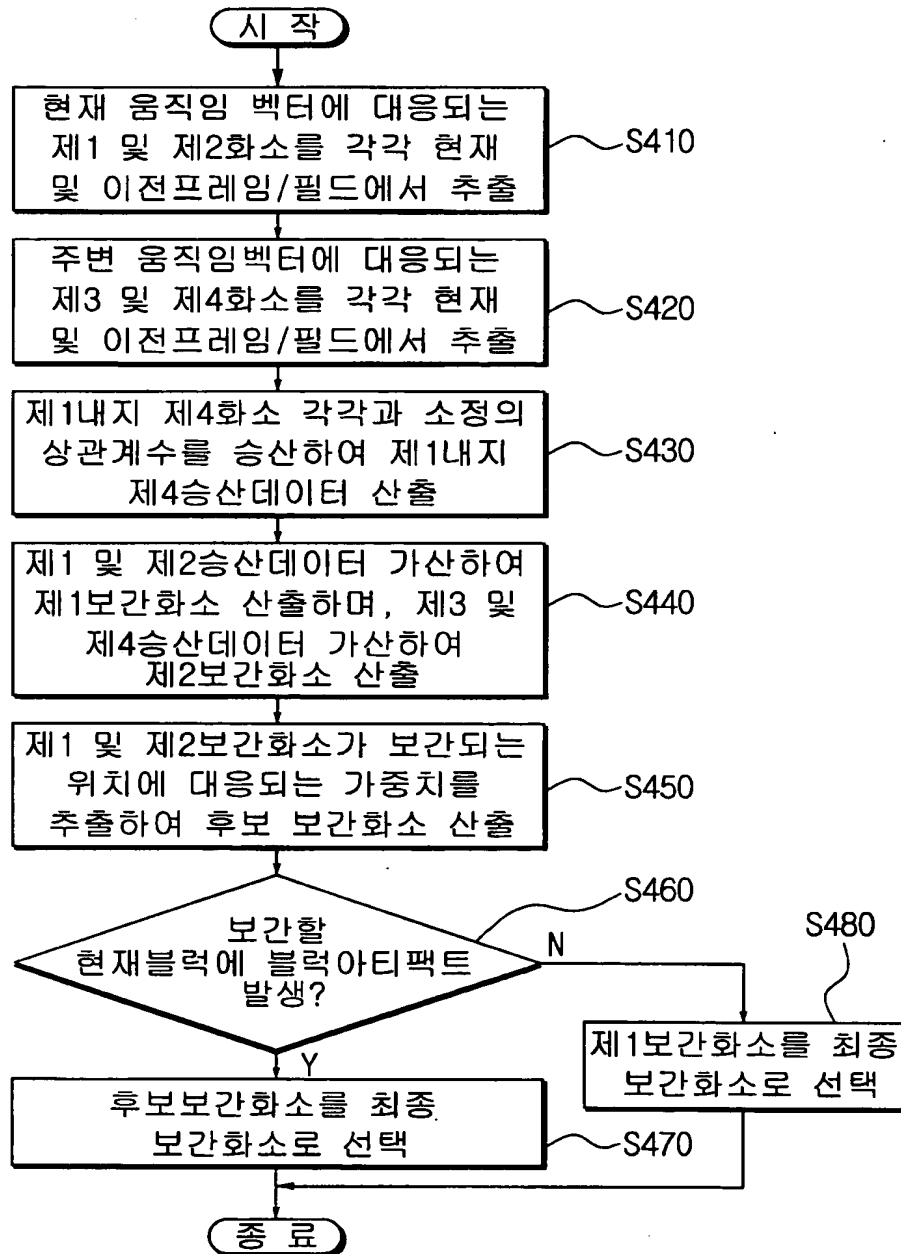 시 작
현재 움직임 벡터에 대응되는
제1 및 제2화소를 각각 현재
및 이전프레임/필드에서 추출
S410
주변 움직임벡터에 대응되는
제3 및 제4화소를 각각 현재
및 이전프레임/필드에서 추출
S420
제1내지 제4화소 각각과 소정의
상관계수를 승산하여 제1내지
제4승산데이터 산출
S430
제1 및 제2승산데이터 가산하여
제1보간화소 산출하며, 제3 및
제4승산데이터 가산하여
제2보간화소 산출
S440
제1 및 제2보간화소가 보간되는
위치에 대응되는 가중치를
추출하여 후보 보간화소 산출
S450
보간할
현재블럭에 블럭아티팩트
발생?
S460
N
S480
제1보간화소를 최종
보간화소로 선택
Y
후보보간화소를 최종
보간화소로 선택
S470
종 료